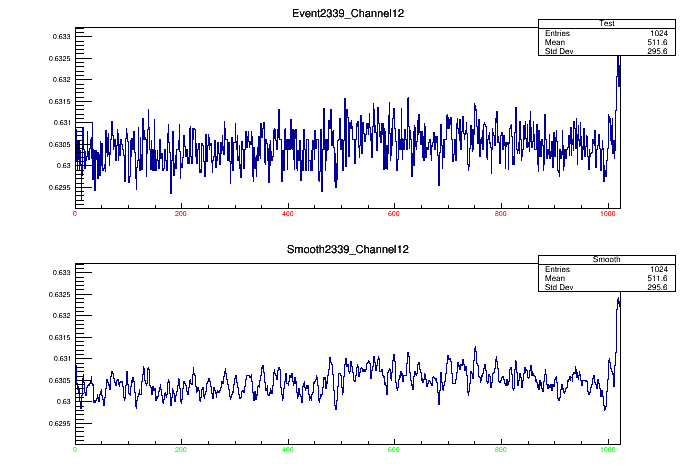 Event2339_Channel12
Test
Entries 1024
Mean 511.6
Std Dev 295.6
0.633
0.6325
0.632
0.6315
0.631
0.6305
0.63
0.6295
0 200 400 600 800 1000
Smooth2339_Channel12
Smooth
Entries 1024
Mean 511.6
Std Dev 295.6
0.633
0.6325
0.632
0.6315
0.631
0.6305
0.63
0.6295
0 200 400 600 800 1000